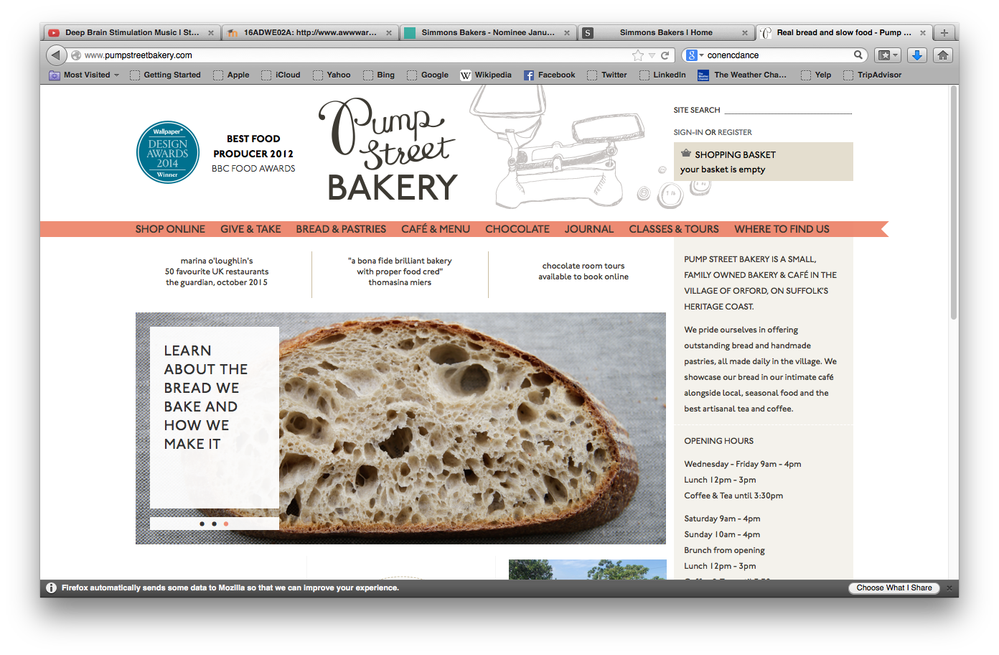 Deep Brain Stimulation Music | St...
16ADWE02A: http://www.awwwar...
Simmons Bakers - Nominee Janu...
S
Simmons Bakers | Home
Real bread and slow food - Pump ...
www.pumpstreetbakery.com
8
conencdance
Most Visited
Getting Started
Apple
iCloud
Yahoo
Bing
Google
W Wikipedia
Facebook
Twitter
LinkedIn
The Weather Cha...
Yelp
TripAdvisor
Wallpaper*
DESIGN
AWARDS
2014
Winner
BEST FOOD
PRODUCER 2012
BBC FOOD AWARDS
Pump
Street
BAKERY
SITE SEARCH
SIGN-IN OR REGISTER
SHOPPING BASKET
your basket is empty
SHOP ONLINE
GIVE & TAKE
BREAD & PASTRIES
CAFÉ & MENU
CHOCOLATE
JOURNAL
CLASSES & TOURS
WHERE TO FIND US
marina o'loughlin's
50 favourite UK restaurants
the guardian, october 2015
"a bona fide brilliant bakery
with proper food cred"
thomasina miers
chocolate room tours
available to book online
LEARN
ABOUT THE
BREAD WE
BAKE AND
HOW WE
MAKE IT
PUMP STREET BAKERY IS A SMALL,
FAMILY OWNED BAKERY & CAFÉ IN THE
VILLAGE OF ORFORD, ON SUFFOLK'S
HERITAGE COAST.
We pride ourselves in offering
outstanding bread and handmade
pastries, all made daily in the village. We
showcase our bread in our intimate café
alongside local, seasonal food and the
best artisanal tea and coffee.
OPENING HOURS
Wednesday - Friday 9am - 4pm
Lunch 12pm - 3pm
Coffee & Tea until 3:30pm
Saturday 9am - 4pm
Sunday 10am - 4pm
Brunch from opening
Lunch 12pm - 3pm
Firefox automatically sends some data to Mozilla so that we can improve your experience.
Choose What I Share